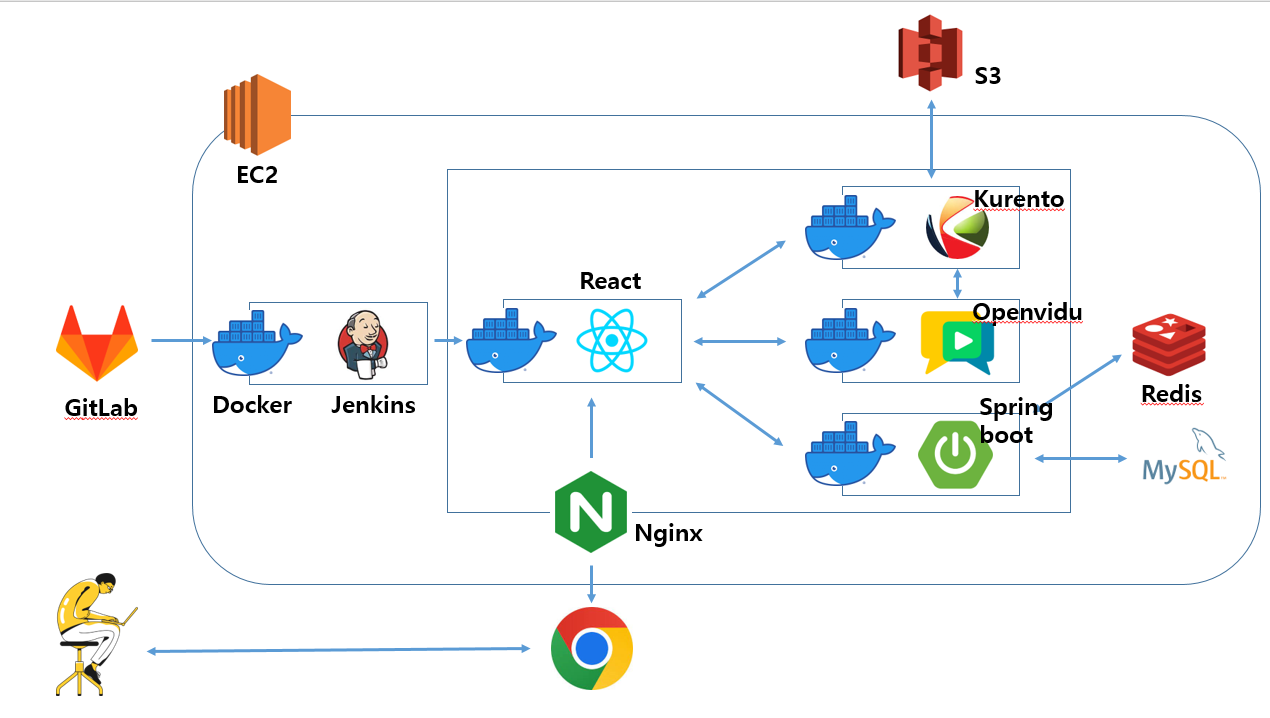 S3
EC2
Kurento
React
Openvidu
GitLab
Docker
Jenkins
Spring
boot
Redis
MySQL
N
Nginx